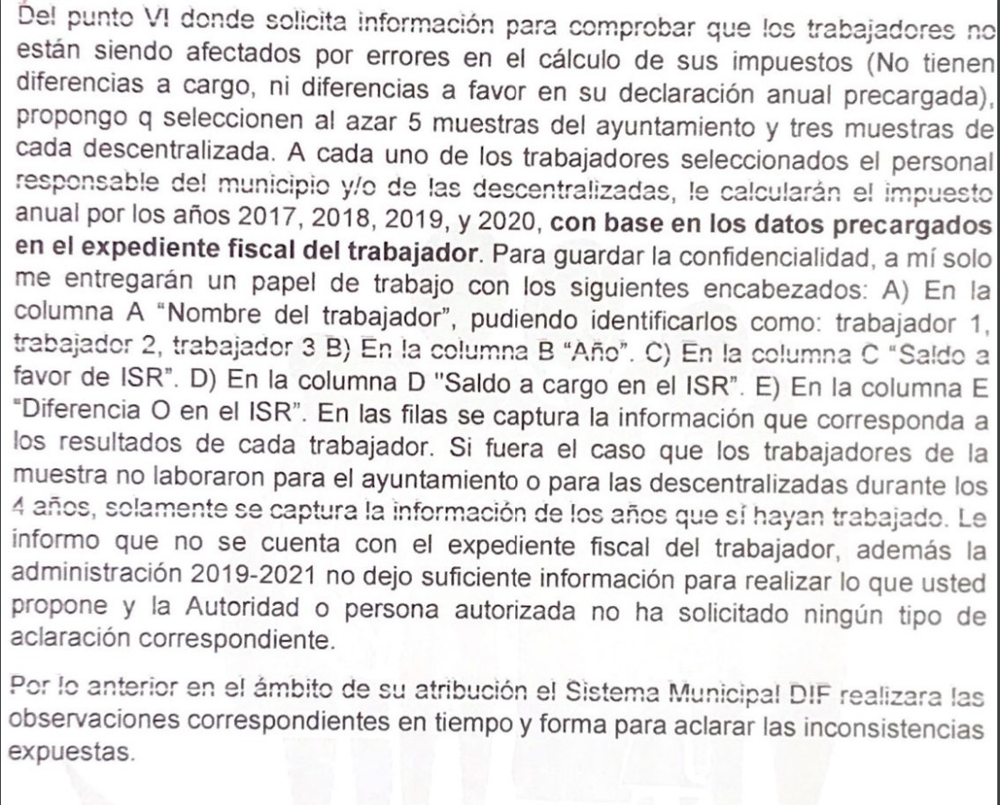 Del punto VI donde solicita información para comprobar que los trabajadores no
están siendo afectados por errores en el cálculo de sus impuestos (No tienen
diferencias a cargo, ni diferencias a favor en su declaración anual precargada),
propongo q seleccionen al azar 5 muestras del ayuntamiento y tres muestras de
cada descentralizada. A cada uno de los trabajadores seleccionados el personal
responsable del municipio y/o de las descentralizadas, le calcularán el impuesto
anual por los años 2017, 2018, 2019, y 2020, con base en los datos precargados
en el expediente fiscal del trabajador. Para guardar la confidencialidad, a mí solo
me entregarán un papel de trabajo con los siguientes encabezados: A) En la
columna A “Nombre del trabajador”, pudiendo identificarlos como: trabajador 1,
trabajador 2, trabajador 3 B) En la columna B “Año”. C) En la columna C “Saldo a
favor de ISR”. D) En la columna D "Saldo a cargo en el ISR”. E) En la columna E
“Diferencia O en el ISR”. En las filas se captura la información que corresponda a
los resultados de cada trabajador. Si fuera el caso que los trabajadores de la
muestra no laboraron para el ayuntamiento o para las descentralizadas durante los
4 años, solamente se captura la información de los años que sí hayan trabajado. Le
informo que no se cuenta con el expediente fiscal del trabajador, además la
administración 2019-2021 no dejo suficiente información para realizar lo que usted
propone y la Autoridad o persona autorizada no ha solicitado ningún tipo de
aclaración correspondiente.
Por lo anterior en el ámbito de su atribución el Sistema Municipal DIF realizara las
observaciones correspondientes en tiempo y forma para aclarar las inconsistencias
expuestas.